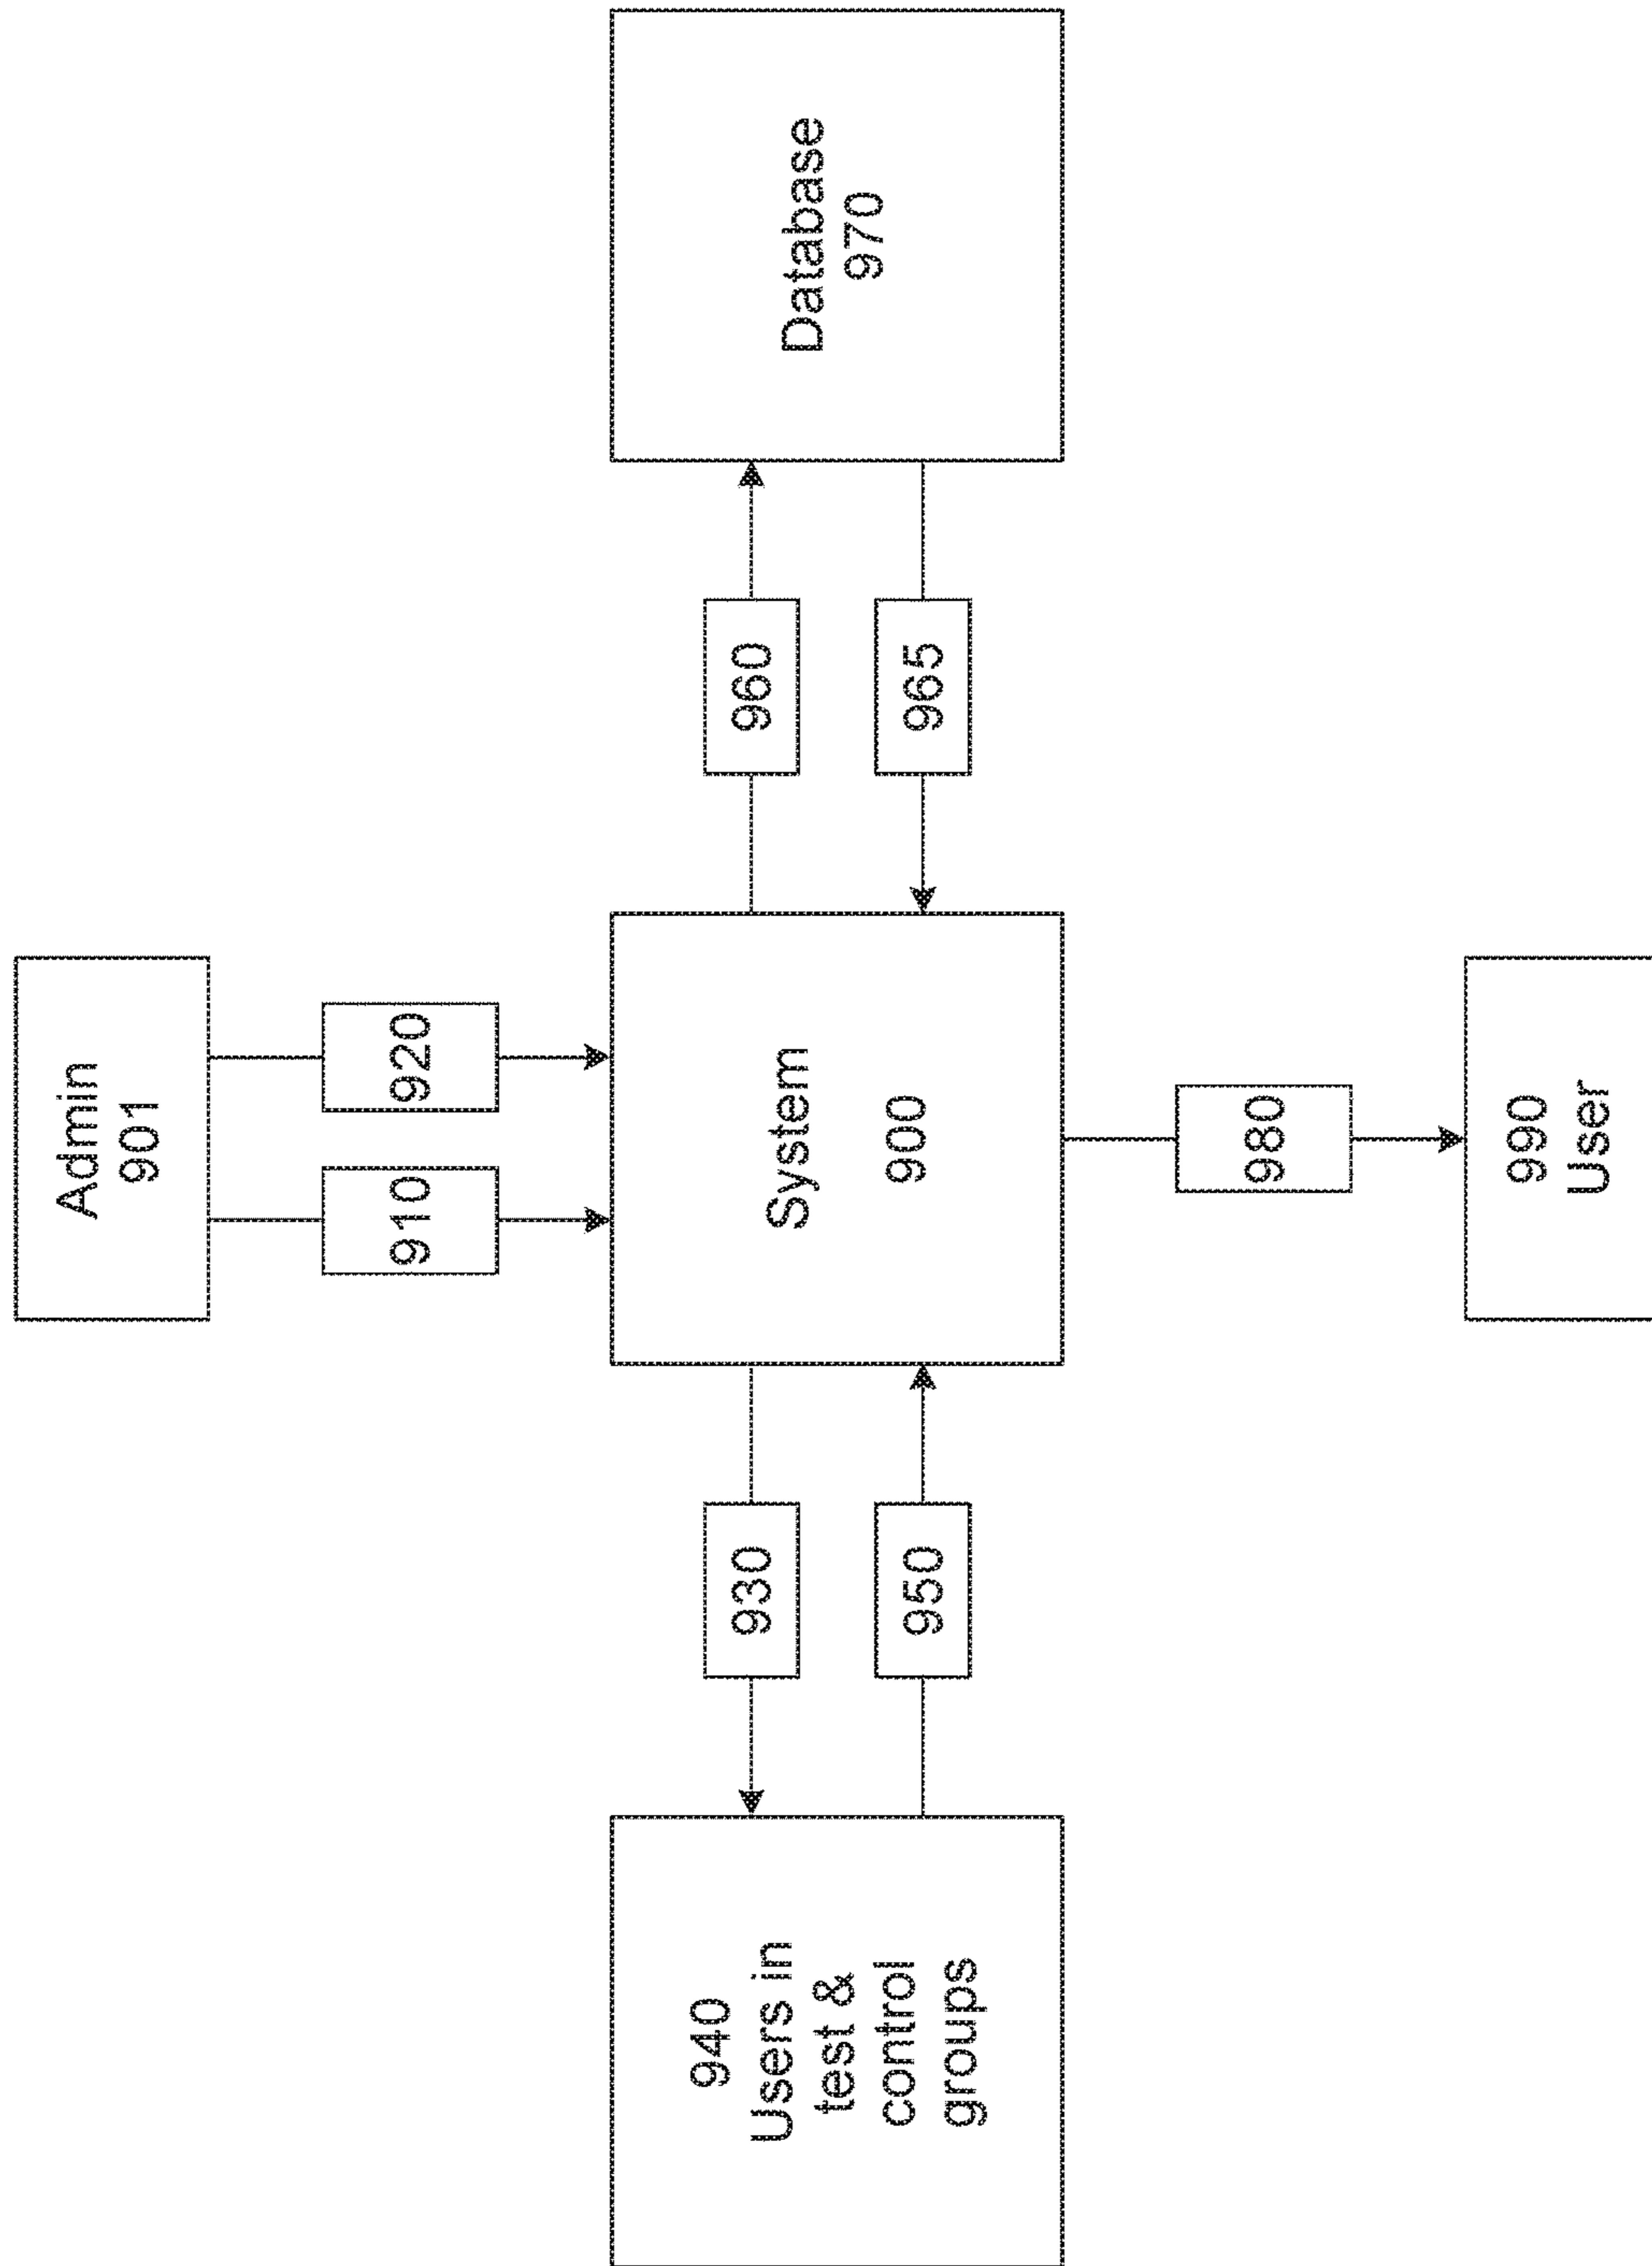 Admin
901
910
920
940
Users in
test &
control
groups
930
950
System
900
960
965
Database
970
980
990
User